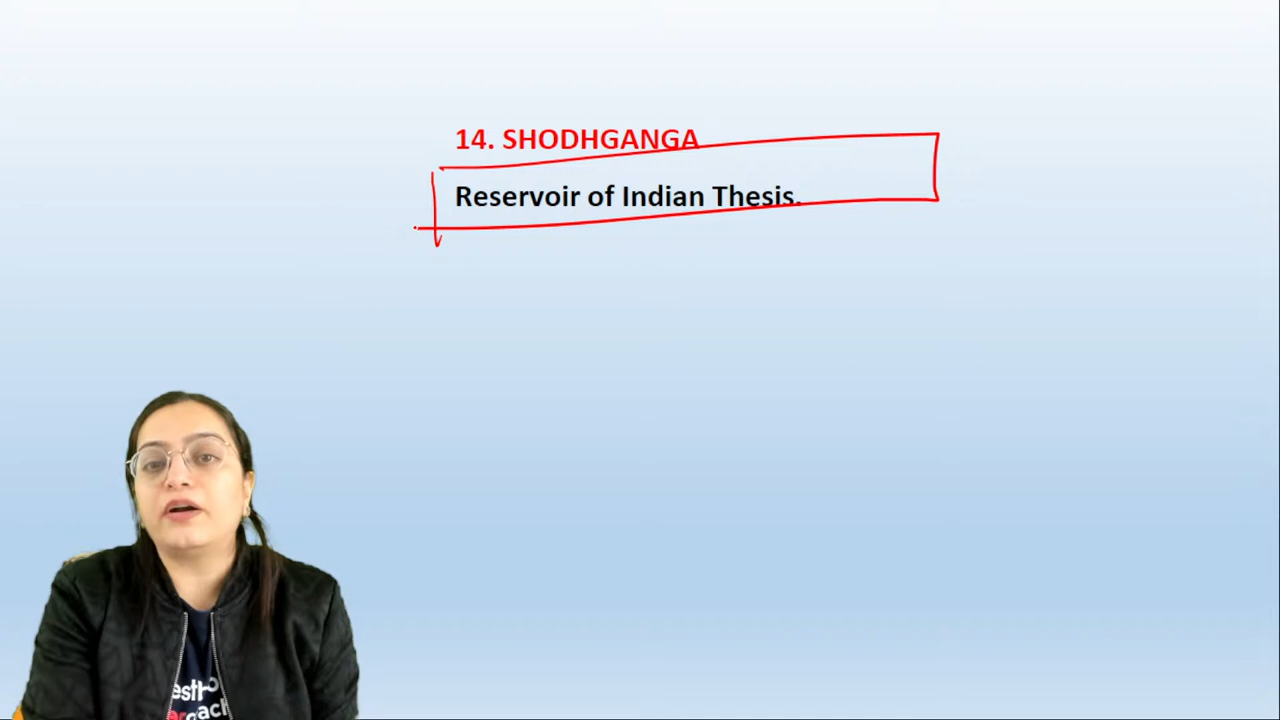 14. SHODHGANGA
Reservoir of Indian Thesis.